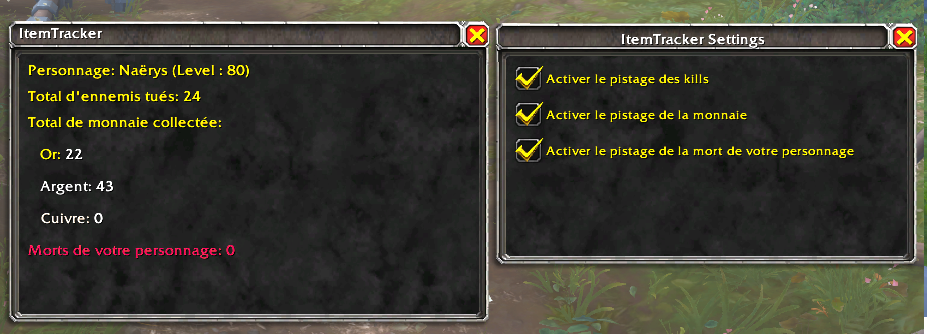 ItemTracker
Personnage: Naërys (Level : 80)
Total d'ennemis tués: 24
Total de monnaie collectée:
Or: 22
Argent: 43
Cuivre: 0
Morts de votre personnage: 0
ItemTracker Settings
Activer le pistage des kills
Activer le pistage de la monnaie
Activer le pistage de la mort de votre personnage